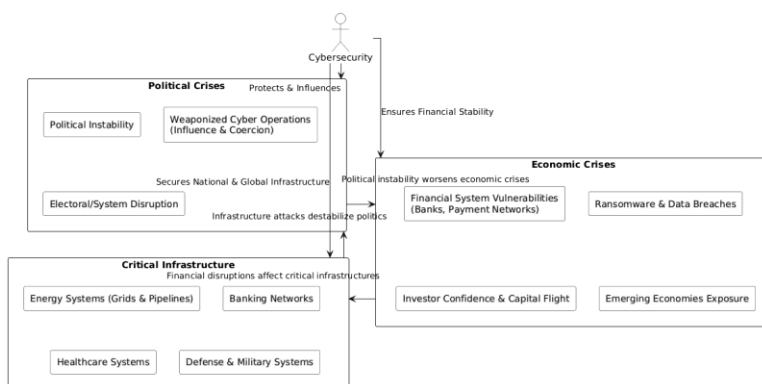 Cybersecurity
Political Crises
Protects & Influences
Political Instability
Weaponized Cyber Operations
(Influence & Coercion)
Ensures Financial Stability
Electoral/System Disruption
Secures National & Global Infrastructure
Infrastructure attacks destabilize politics
Political instability worsens economic crises
Economic Crises
Financial System Vulnerabilities
(Banks, Payment Networks)
Ransomware & Data Breaches
Investor Confidence & Capital Flight
Emerging Economies Exposure
Critical Infrastructure
Financial disruptions affect critical infrastructures
Energy Systems (Grids & Pipelines)
Banking Networks
Healthcare Systems
Defense & Military Systems